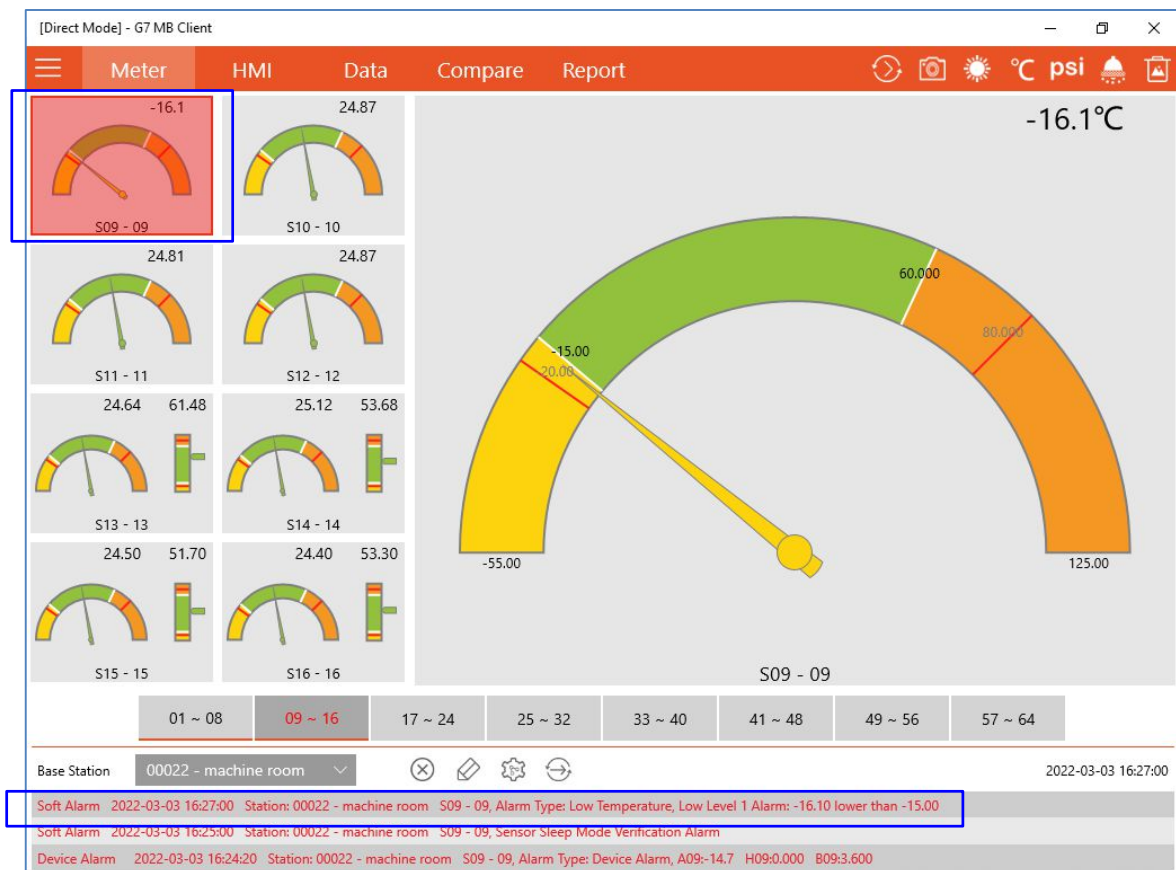 [Direct Mode] - G7 MB Client
Meter HMI Data Compare Report °C psi
-16.1
S09 - 09
24.87
S10 - 10
24.81
S11 - 11
24.87
S12 - 12
24.64 61.48
S13 - 13
25.12 53.68
S14 - 14
24.50 51.70
S15 - 15
24.40 53.30
S16 - 16
-16.1°C
60.000
80.000
-15.00
20.00
-55.00
125.00
S09 - 09
01 ~ 08 09 ~ 16 17 ~ 24 25 ~ 32 33 ~ 40 41 ~ 48 49 ~ 56 57 ~ 64
Base Station 00022 - machine room 2022-03-03 16:27:00
Soft Alarm 2022-03-03 16:27:00 Station: 00022 - machine room S09 - 09, Alarm Type: Low Temperature, Low Level 1 Alarm: -16.10 lower than -15.00
Soft Alarm 2022-03-03 16:25:00 Station: 00022 - machine room S09 - 09, Sensor Sleep Mode Verification Alarm
Device Alarm 2022-03-03 16:24:20 Station: 00022 - machine room S09 - 09, Alarm Type: Device Alarm, A09:-14.7 H09:0.000 B09:3.600